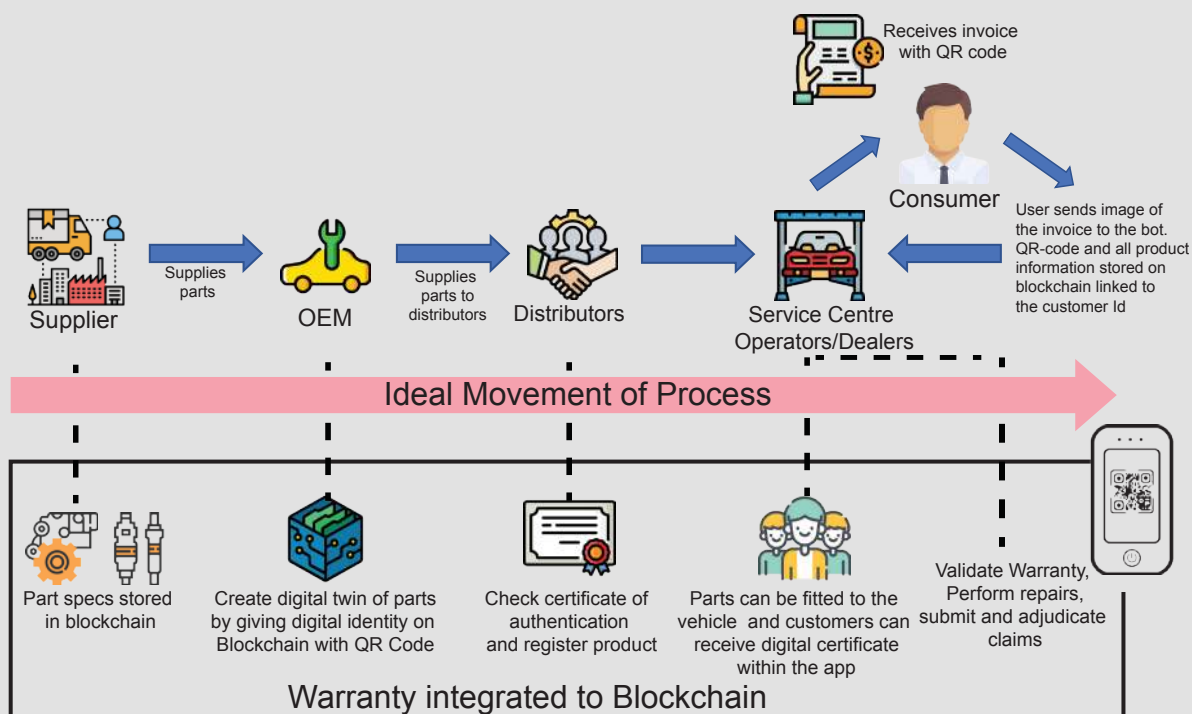 Receives invoice
with QR code
Consumer
User sends image of
the invoice to the bot.
QR-code and all product
information stored on
blockchain linked to
the customer Id
Supplies
parts
Supplies
parts to
distributors
Supplier
OEM
Distributors
Service Centre
Operators/Dealers
Ideal Movement of Process
Part specs stored
in blockchain
Create digital twin of parts
by giving digital identity on
Blockchain with QR Code
Check certificate of
authentication
and register product
Parts can be fitted to the
vehicle and customers can
receive digital certificate
within the app
Validate Warranty,
Perform repairs,
submit and adjudicate
claims
Warranty integrated to Blockchain